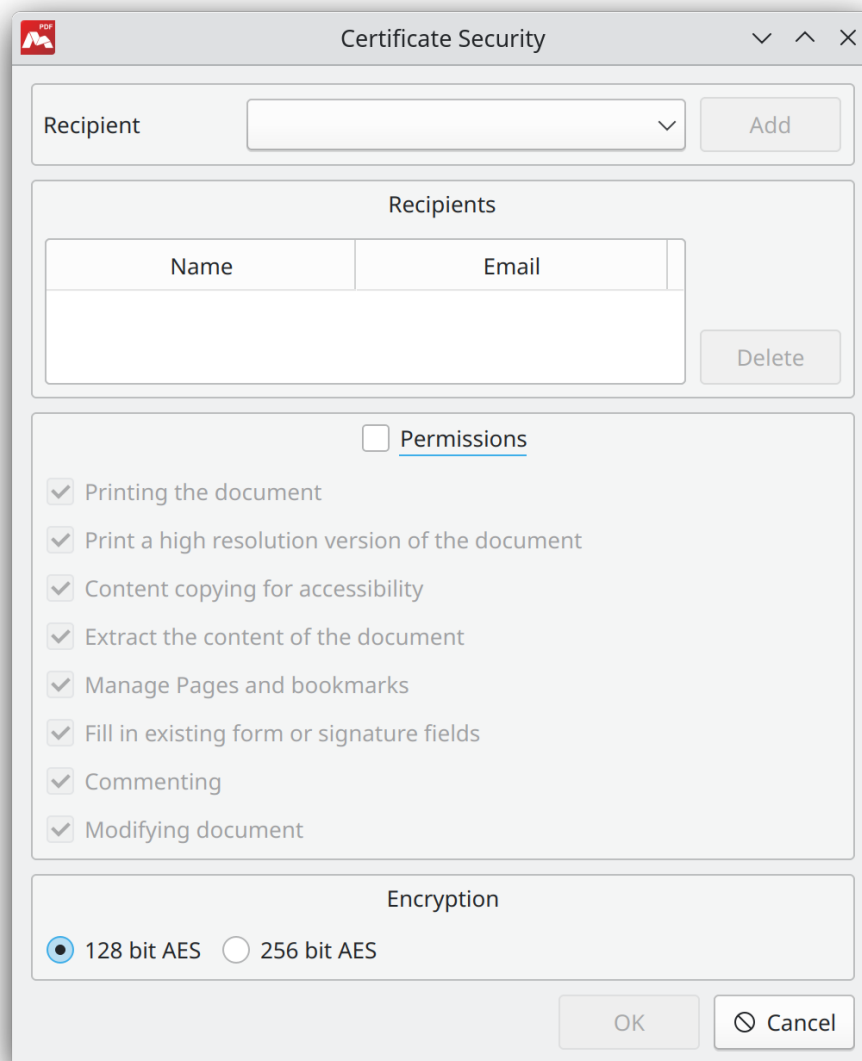 PDF
Certificate Security
Recipient
Add
Recipients
Name Email
Delete
Permissions
Printing the document
Print a high resolution version of the document
Content copying for accessibility
Extract the content of the document
Manage Pages and bookmarks
Fill in existing form or signature fields
Commenting
Modifying document
Encryption
128 bit AES 256 bit AES
OK Cancel